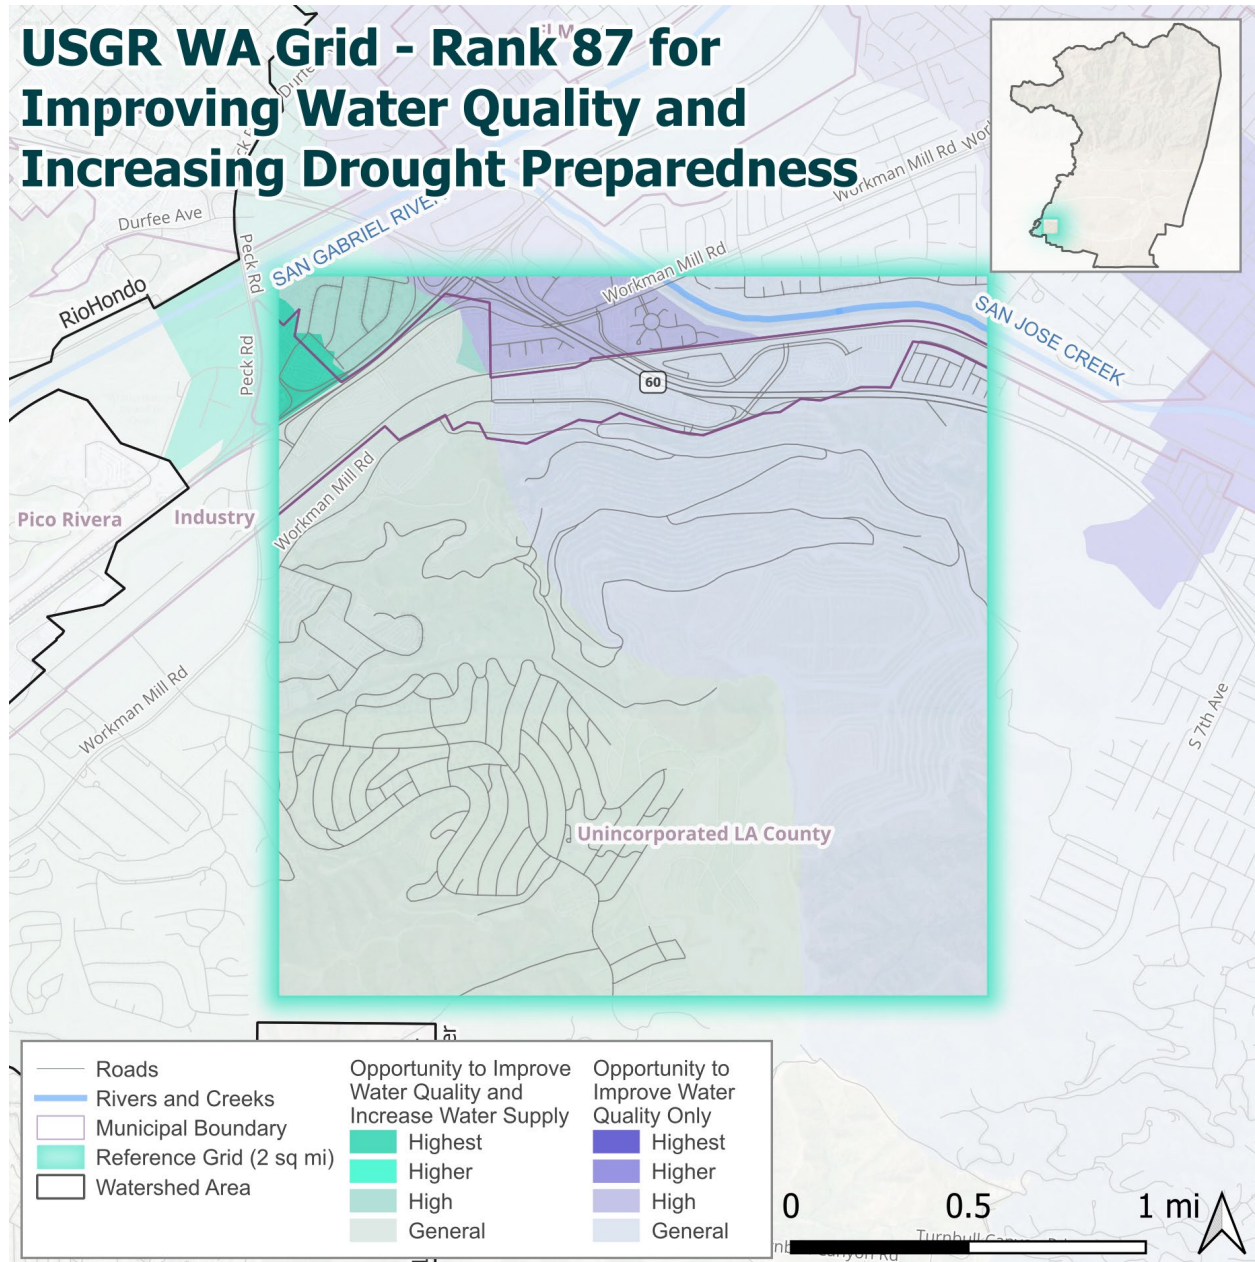 USGR WA Grid - Rank 87 for
Improving Water Quality and
Increasing Drought Preparedness
Durfee Ave
Peck Rd
SAN GABRIEL RIVER
Workman Mill Rd
Workman Mill Rd
RioHondo
Peck Rd
SAN JOSE CREEK
60
Workman Mill Rd
Pico Rivera
Industry
Workman Mill Rd
S 7th Ave
Unincorporated LA County
Roads
Rivers and Creeks
Municipal Boundary
Reference Grid (2 sq mi)
Watershed Area
Opportunity to Improve
Water Quality and
Increase Water Supply
Highest
Higher
High
General
Opportunity to
Improve Water
Quality Only
Highest
Higher
High
General
0 0.5 1 mi